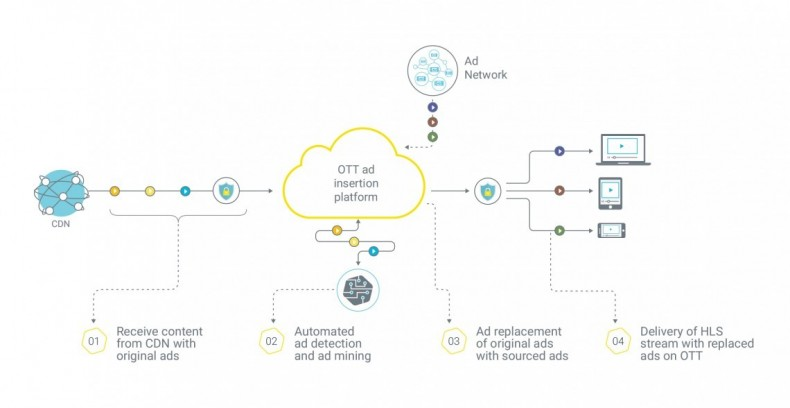 Ad
Network
OTT ad
insertion
platform
CDN
01
Receive content
from CDN with
original ads
02
Automated
ad detection
and ad mining
03
Ad replacement
of original ads
with sourced ads
04
Delivery of HLS
stream with replaced
ads on OTT